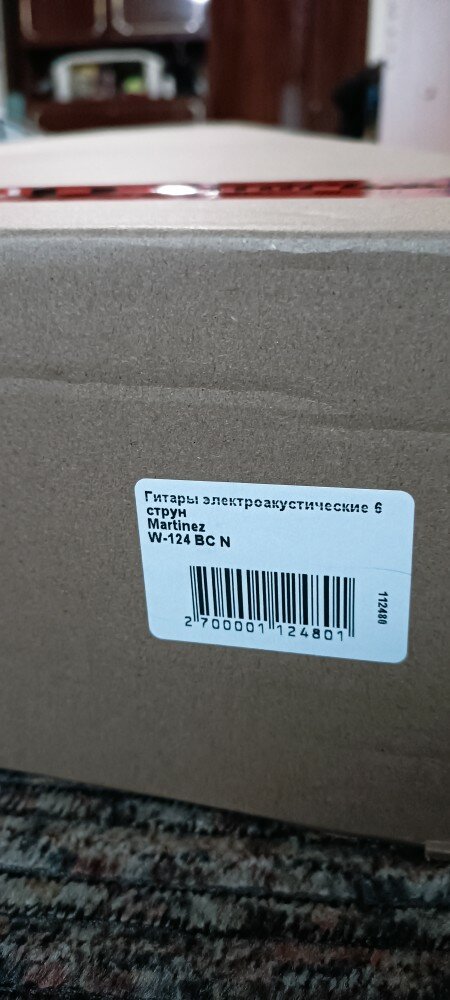 Гитары электроакустические 6
струн
Martinez
W-124 BC N
112480
2 700001 124801